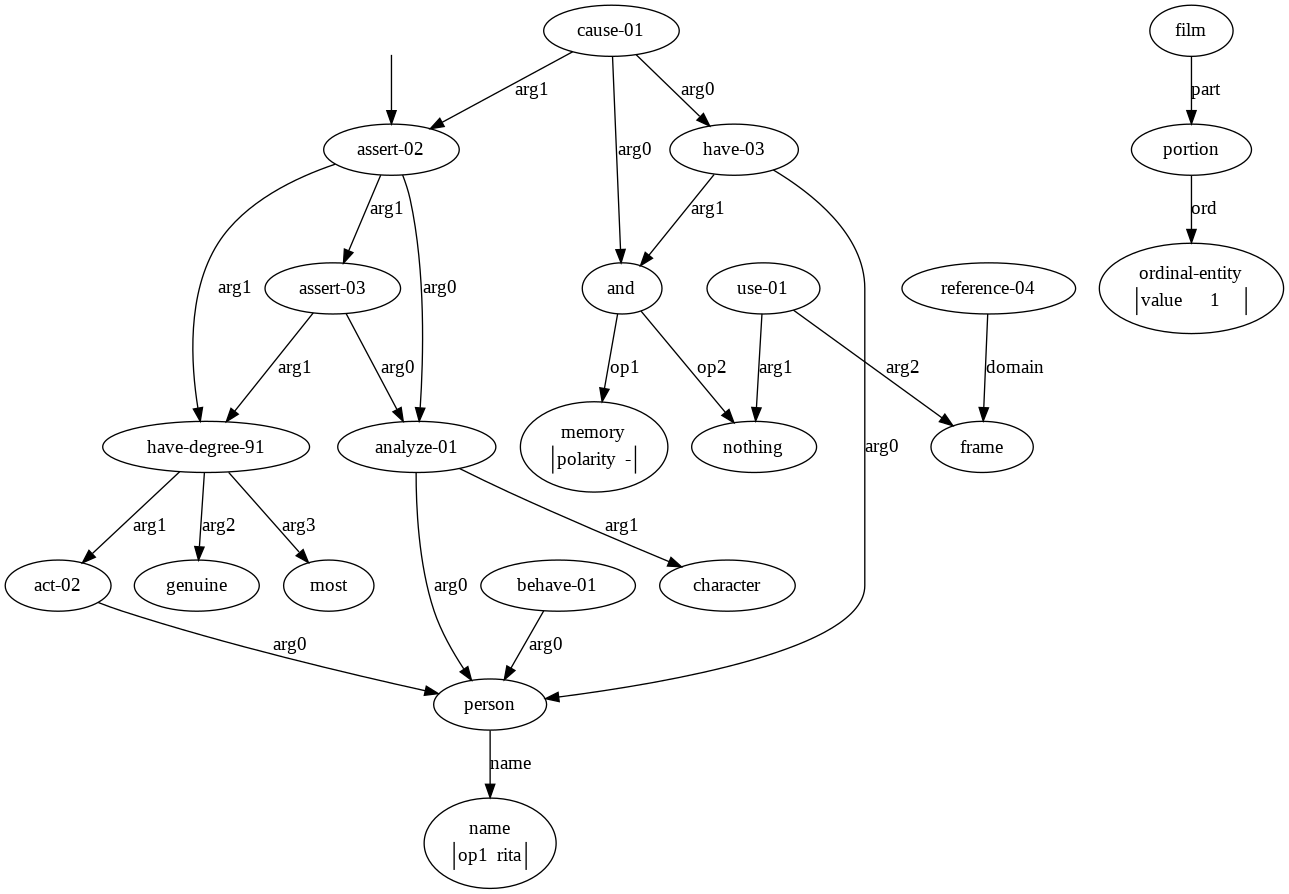 cause-01
film
arg1
arg0
part
assert-02
arg0
have-03
portion
arg1
arg1
ord
assert-03
arg1
arg0
and
use-01
reference-04
ordinal-entity
value 1
arg1
arg0
op1
op2
arg1
arg2
domain
have-degree-91
analyze-01
memory
polarity -
nothing
arg0
frame
arg1
arg2
arg3
arg1
act-02
genuine
most
arg0
behave-01
character
arg0
arg0
person
name
name
op1 rita